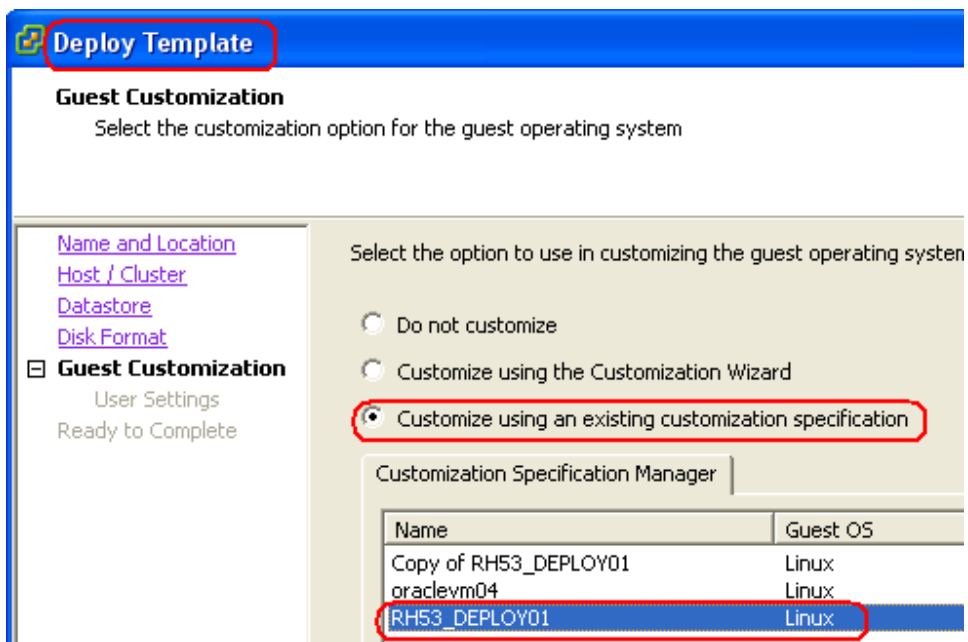 Deploy Template
Guest Customization
Select the customization option for the guest operating system
Name and Location
Host / Cluster
Datastore
Disk Format
Guest Customization
User Settings
Ready to Complete
Select the option to use in customizing the guest operating system
Do not customize
Customize using the Customization Wizard
Customize using an existing customization specification
Customization Specification Manager
Name Guest OS
Copy of RH53_DEPLOY01 Linux
oraclevm04 Linux
RH53_DEPLOY01 Linux